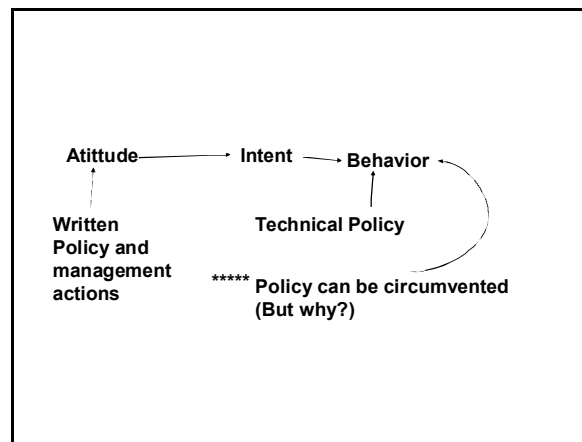 Atittude
Intent
Behavior
Written
Policy and
management
actions
Technical Policy
***** Policy can be circumvented
(But why?)